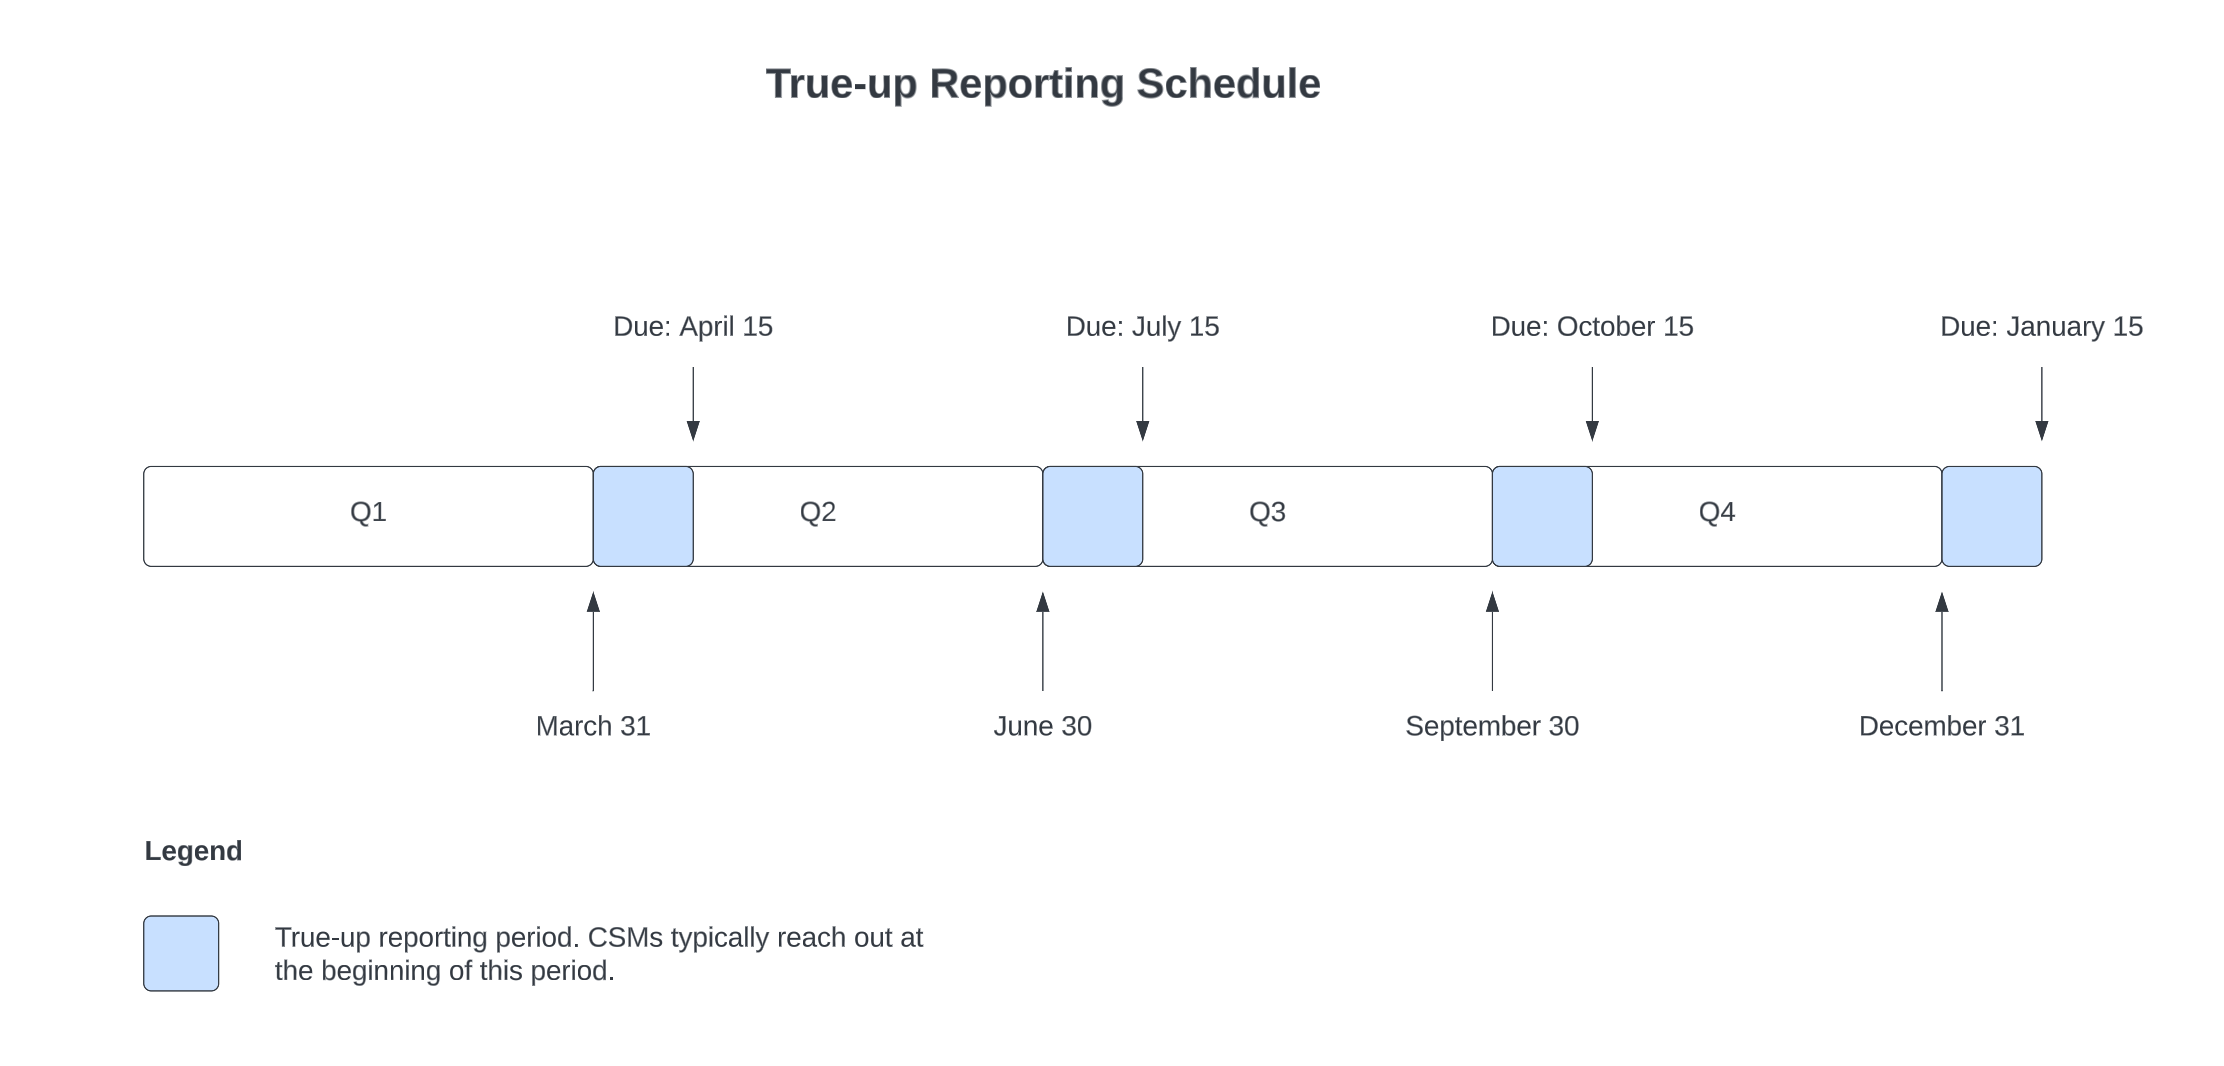 True-up Reporting Schedule
Due: April 15
Due: July 15
Due: October 15
Due: January 15
Q1
Q2
Q3
Q4
March 31
June 30
September 30
December 31
Legend
True-up reporting period. CSMs typically reach out at
the beginning of this period.